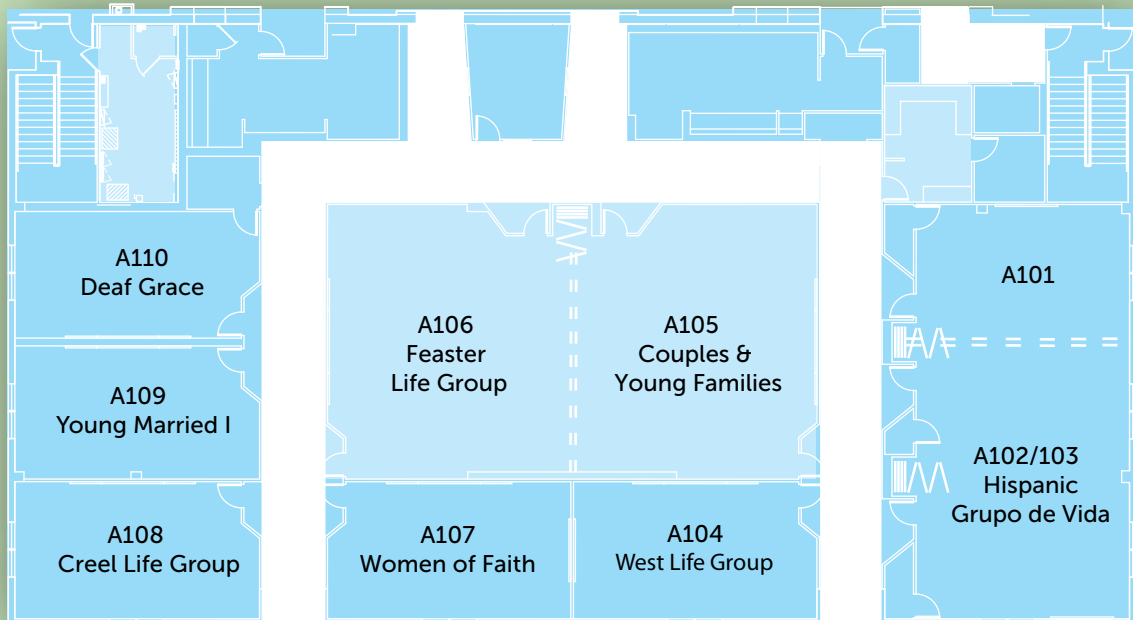 A110
Deaf Grace
A109
Young Married I
A108
Creel Life Group
A106
Feaster
Life Group
A105
Couples &
Young Families
A107
Women of Faith
A104
West Life Group
A101
A102/103
Hispanic
Grupo de Vida